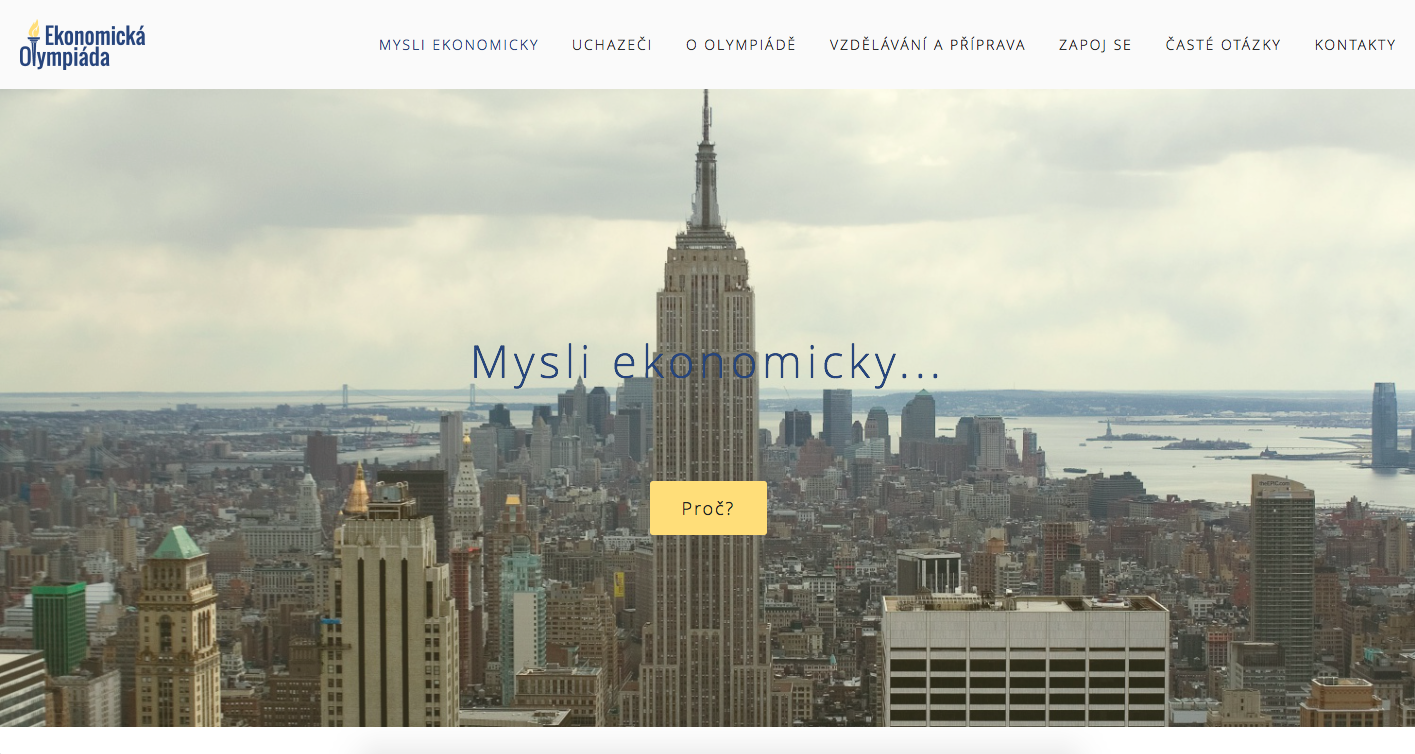 Ekonomická
Olympiáda
MYSLI EKONOMICKY UCHAZEČI O OLYMPIÁDĚ VZDĚLÁVÁNÍ A PŘÍPRAVA ZAPOJ SE ČASTÉ OTÁZKY KONTAKTY
Mysli ekonomicky...
Proč?